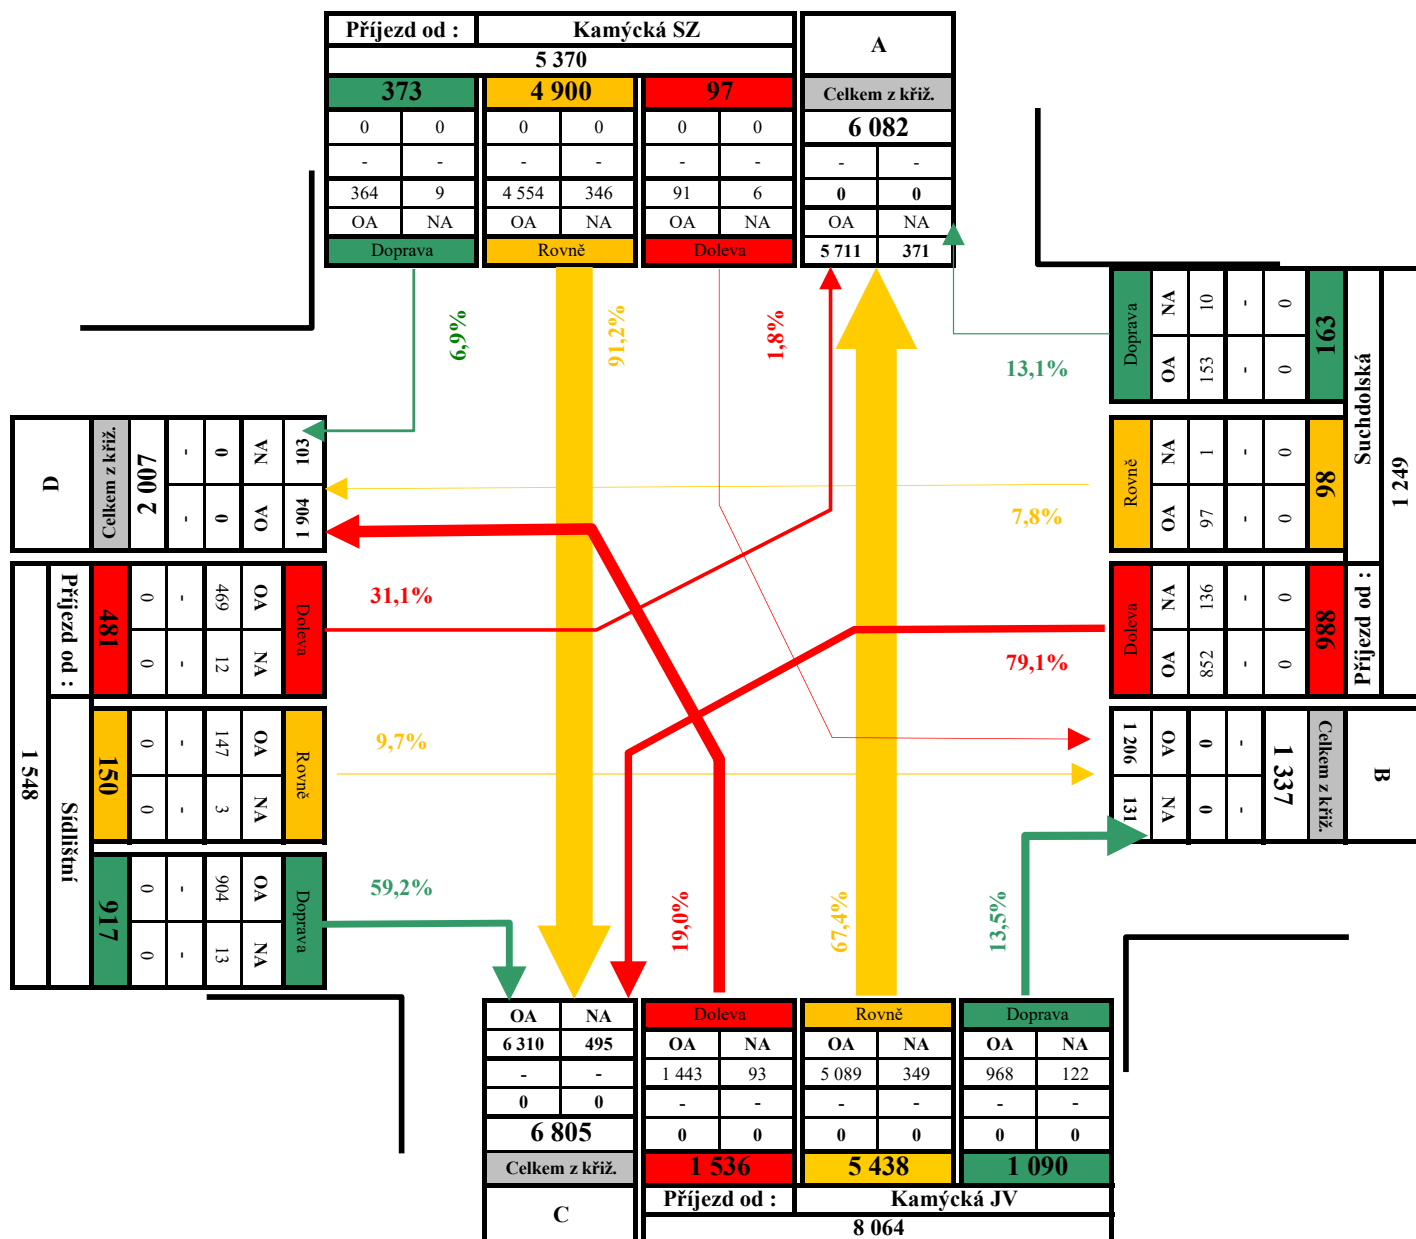 Příjezd od : Kamýcká SZ
5 370
373 4 900 97
0 0 0 0 0 0
- - - - - -
364 9 4 554 346 91 6
OA NA OA NA OA NA
Doprava Rovně Doleva
A
Celkem z křiž.
6 082
- -
0 0
OA NA
5 711 371
6,9%
91,2%
1,8%
13,1%
7,8%
79,1%
1 249
Suchdolská Příjezd od :
163 98 988
0 0 0 0 0 0
- - - - - -
10 153 1 97 136 852
NA OA NA OA NA OA
Doprava Rovně Doleva
B
Celkem z křiž.
1 337
- -
0 0
OA NA
1 206 131
D
Celkem z křiž.
2 007
- -
0 0
NA OA
103 1 904
31,1%
9,7%
59,2%
Doleva Rovně Doprava
OA NA OA NA OA NA
469 12 147 3 904 13
- - - - - -
0 0 0 0 0 0
481 150 917
Příjezd od : Sídlištní
1 548
19,0%
67,4%
13,5%
OA NA
6 310 495
- -
0 0
6 805
Celkem z křiž.
C
Doleva Rovně Doprava
OA NA OA NA OA NA
1 443 93 5 089 349 968 122
- - - - - -
0 0 0 0 0 0
1 536 5 438 1 090
Příjezd od : Kamýcká JV
8 064